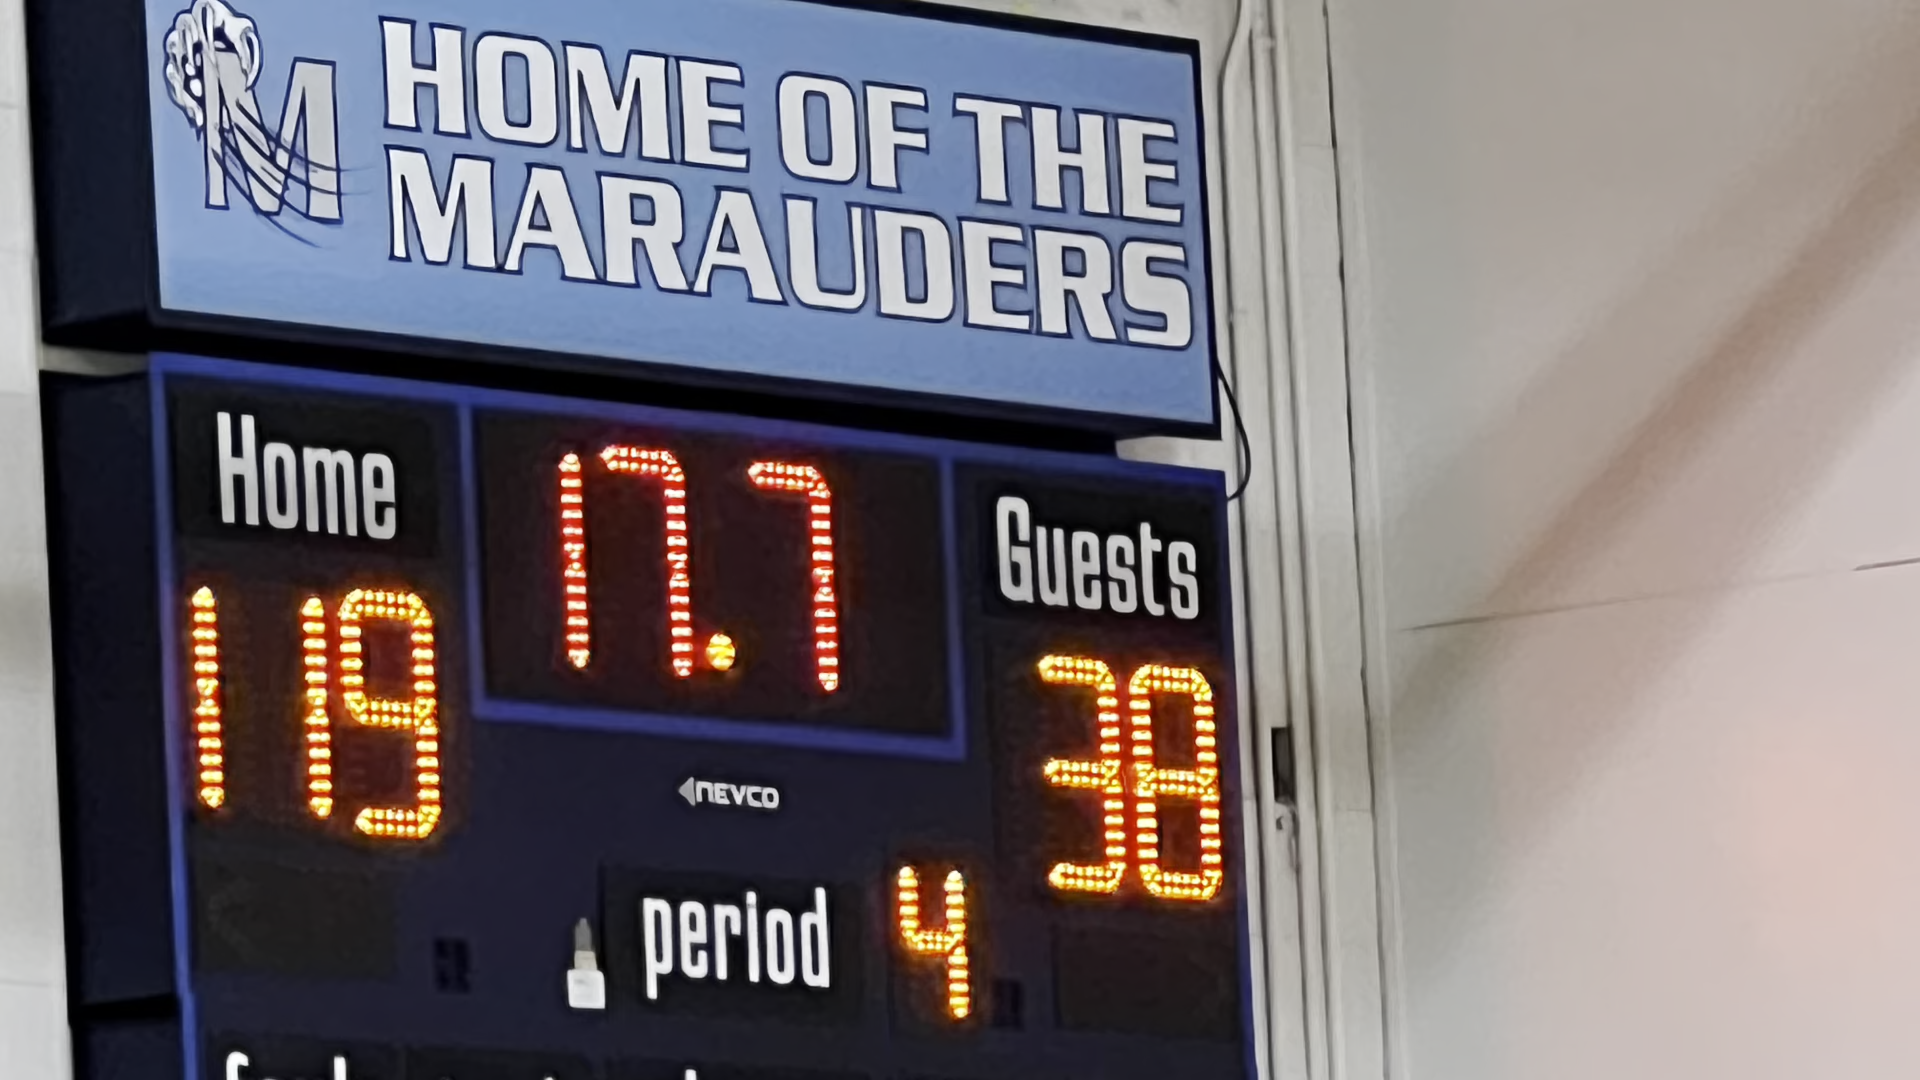 M HOME OF THE
MARAUDERS
Home 17.7 Guests
119 38
NEVCO
period 4